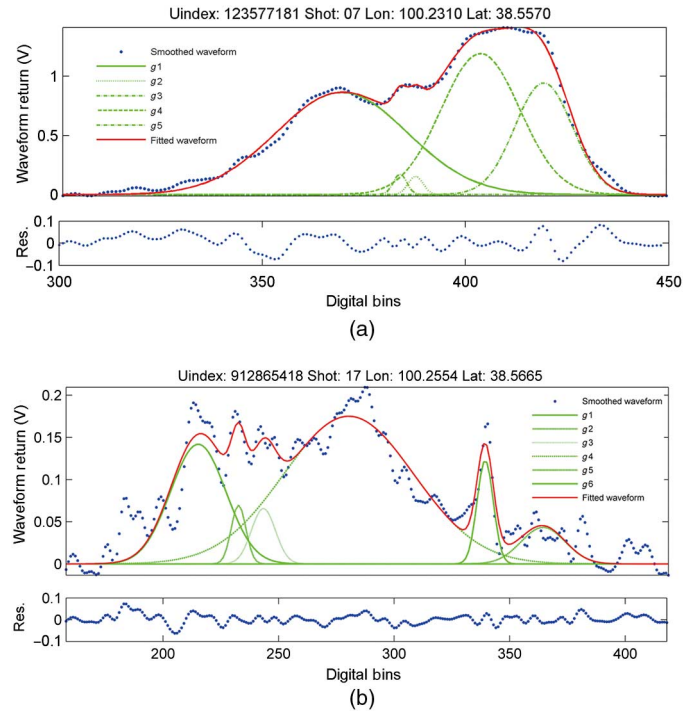 Uindex: 123577181 Shot: 07 Lon: 100.2310 Lat: 38.5570
Waveform return (V)
1
0.5
0
Smoothed waveform
g1
g2
g3
g4
g5
Fitted waveform
Res.
0.1
0
−0.1
300 350 400 450
Digital bins
(a)
Uindex: 912865418 Shot: 17 Lon: 100.2554 Lat: 38.5665
Waveform return (V)
0.2
0.15
0.1
0.05
0
Smoothed waveform
g1
g2
g3
g4
g5
g6
Fitted waveform
Res.
0.1
0
−0.1
200 250 300 350 400
Digital bins
(b)